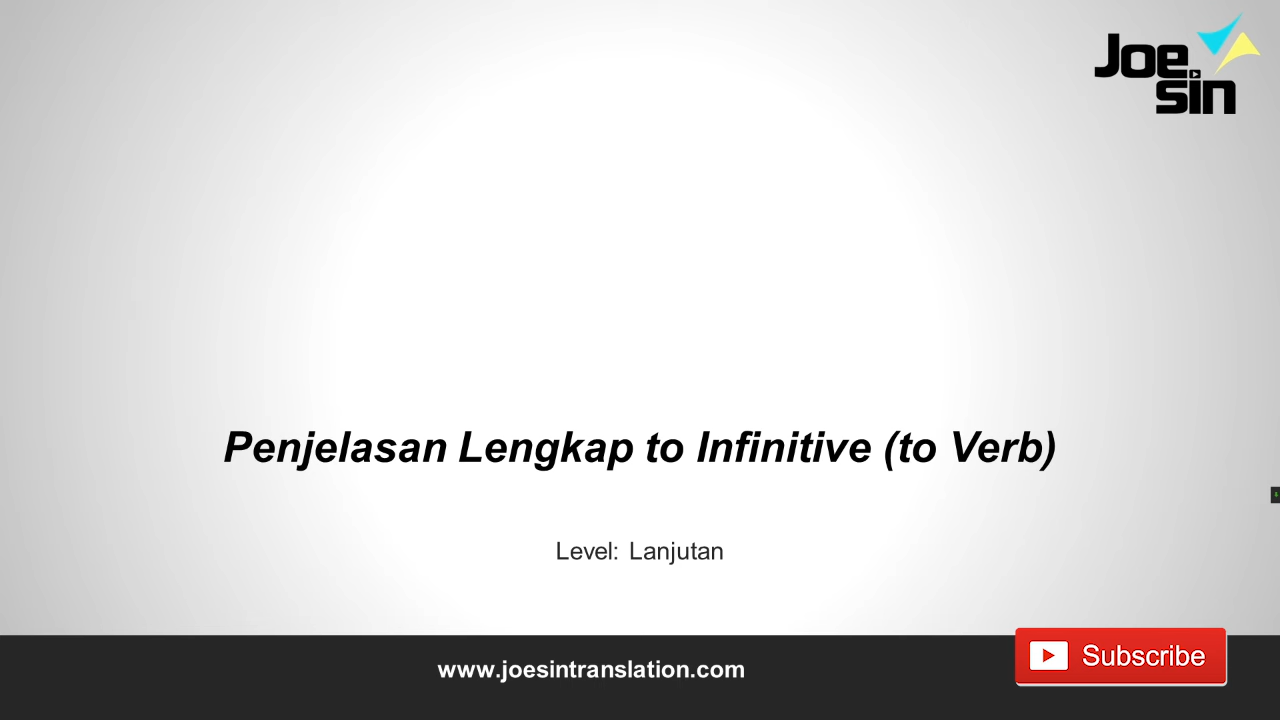 Joe
sin
Penjelasan Lengkap to Infinitive (to Verb)
Level: Lanjutan
www.joesintranslation.com
Subscribe